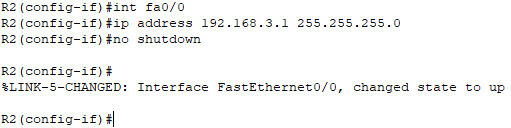 R2(config-if)#int fa0/0
R2(config-if)#ip address 192.168.3.1 255.255.255.0
R2(config-if)#no shutdown
R2(config-if)#
%LINK-5-CHANGED: Interface FastEthernet0/0, changed state to up
R2(config-if)#